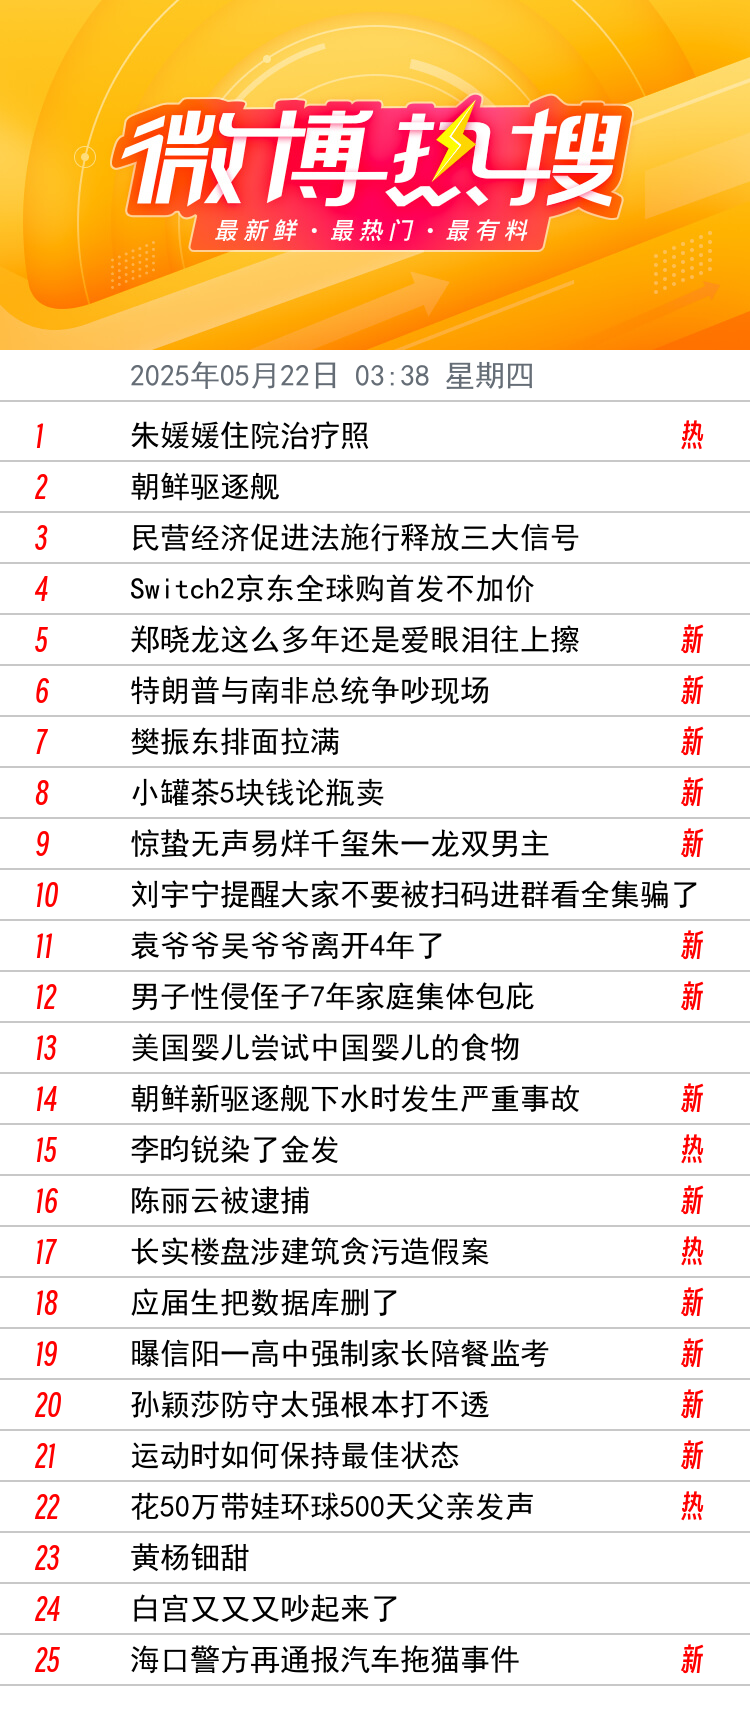 微博热搜
最新鲜·最热门·最有料
2025年05月22日 03:38 星期四
1 朱媛媛住院治疗照 热
2 朝鲜驱逐舰
3 民营经济促进法施行释放三大信号
4 Switch2京东全球购首发不加价
5 郑晓龙这么多年还是爱眼泪往上擦 新
6 特朗普与南非总统争吵现场 新
7 樊振东排面拉满 新
8 小罐茶5块钱论瓶卖 新
9 惊蛰无声易烊千玺朱一龙双男主 新
10 刘宇宁提醒大家不要被扫码进群看全集骗了
11 袁爷爷吴爷爷离开4年了 新
12 男子性侵侄子7年家庭集体包庇 新
13 美国婴儿尝试中国婴儿的食物
14 朝鲜新驱逐舰下水时发生严重事故 新
15 李昀锐染了金发 热
16 陈丽云被逮捕 新
17 长实楼盘涉建筑贪污造假案 热
18 应届生把数据库删了 新
19 曝信阳一高中强制家长陪餐监考 新
20 孙颖莎防守太强根本打不透 新
21 运动时如何保持最佳状态 新
22 花50万带娃环球500天父亲发声 热
23 黄杨钿甜
24 白宫又又又吵起来了
25 海口警方再通报汽车拖猫事件 新